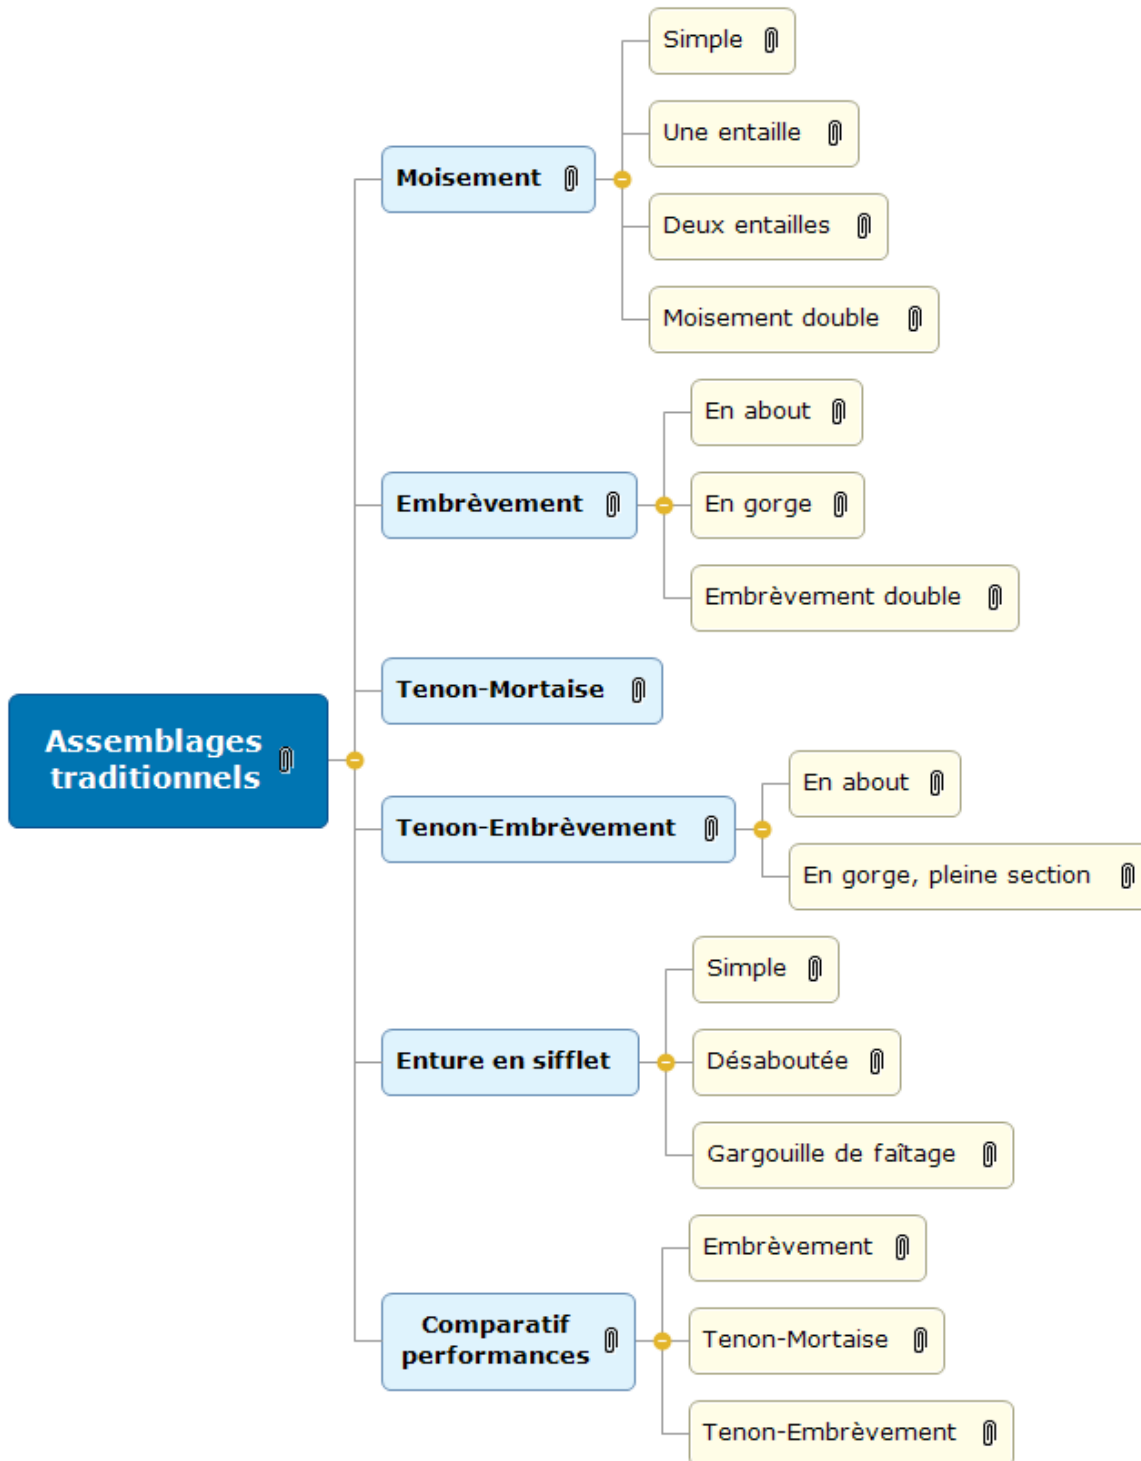 Assemblages
traditionnels
Moisement
Simple
Une entaille
Deux entailles
Moisement double
Embrèvement
En about
En gorge
Embrèvement double
Tenon-Mortaise
Tenon-Embrèvement
En about
En gorge, pleine section
Enture en sifflet
Simple
Désaboutée
Gargouille de faîtage
Comparatif
performances
Embrèvement
Tenon-Mortaise
Tenon-Embrèvement